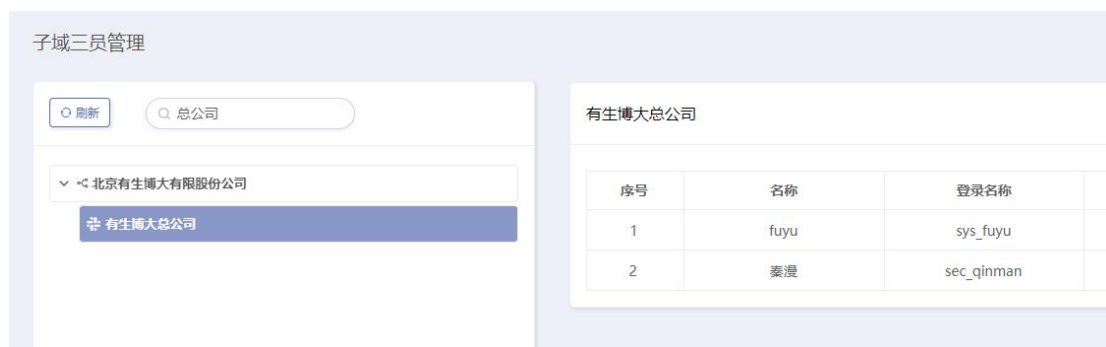 子域三员管理
刷新
总公司
北京有生博大有限股份公司
有生博大总公司
有生博大总公司
序号 名称 登录名称
1 fuyu sys_fuyu
2 秦漫 sec_qinman